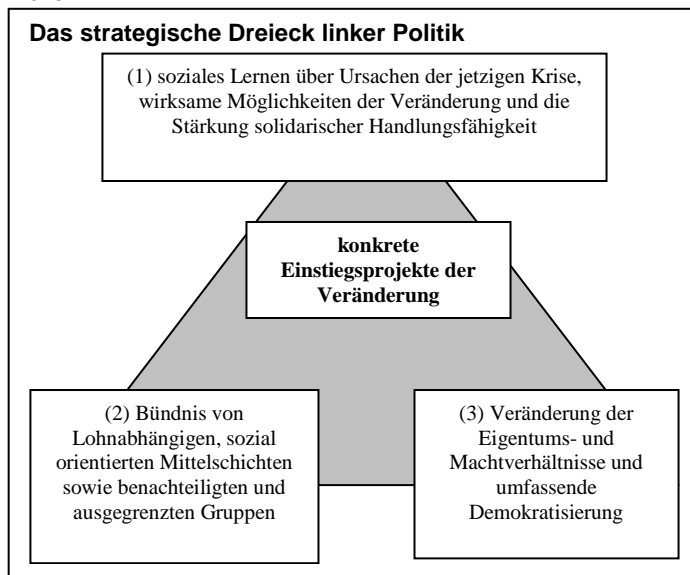 Das strategische Dreieck linker Politik
(1) soziales Lernen über Ursachen der jetzigen Krise,
wirksame Möglichkeiten der Veränderung und die
Stärkung solidarischer Handlungsfähigkeit
konkrete
Einstiegsprojekte der
Veränderung
(2) Bündnis von
Lohnabhängigen, sozial
orientierten Mittelschichten
sowie benachteiligten und
ausgegrenzten Gruppen
(3) Veränderung der
Eigentums- und
Machtverhältnisse und
umfassende
Demokratisierung